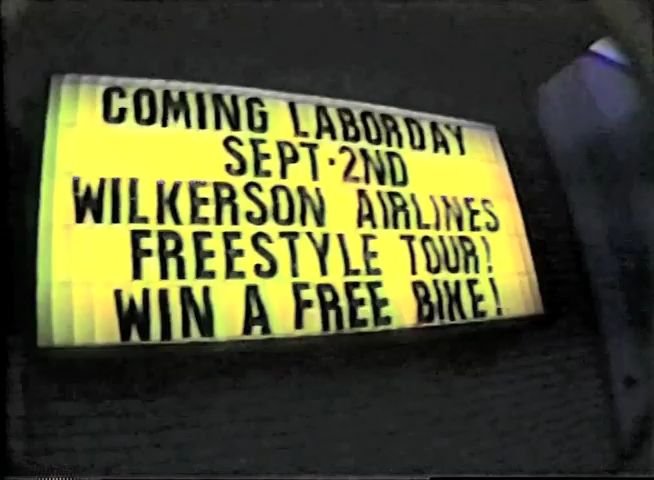 COMING LABORDAY
SEPT·2ND
WILKERSON AIRLINES
FREESTYLE TOUR!
WIN A FREE BIKE!